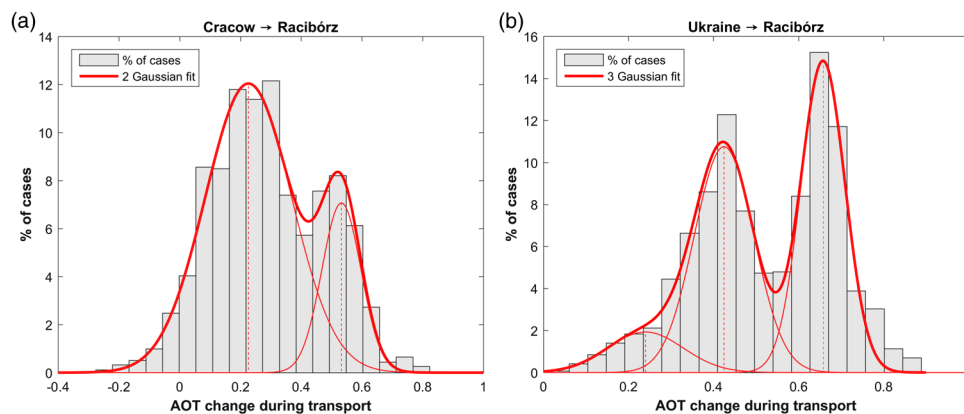 (a)
Cracow → Racibórz
14
12
10
8
6
4
2
0
% of cases
% of cases
2 Gaussian fit
-0.4
-0.2
0
0.2
0.4
0.6
0.8
1
AOT change during transport
(b)
Ukraine → Racibórz
16
14
12
10
8
6
4
2
0
% of cases
% of cases
3 Gaussian fit
0
0.2
0.4
0.6
0.8
AOT change during transport